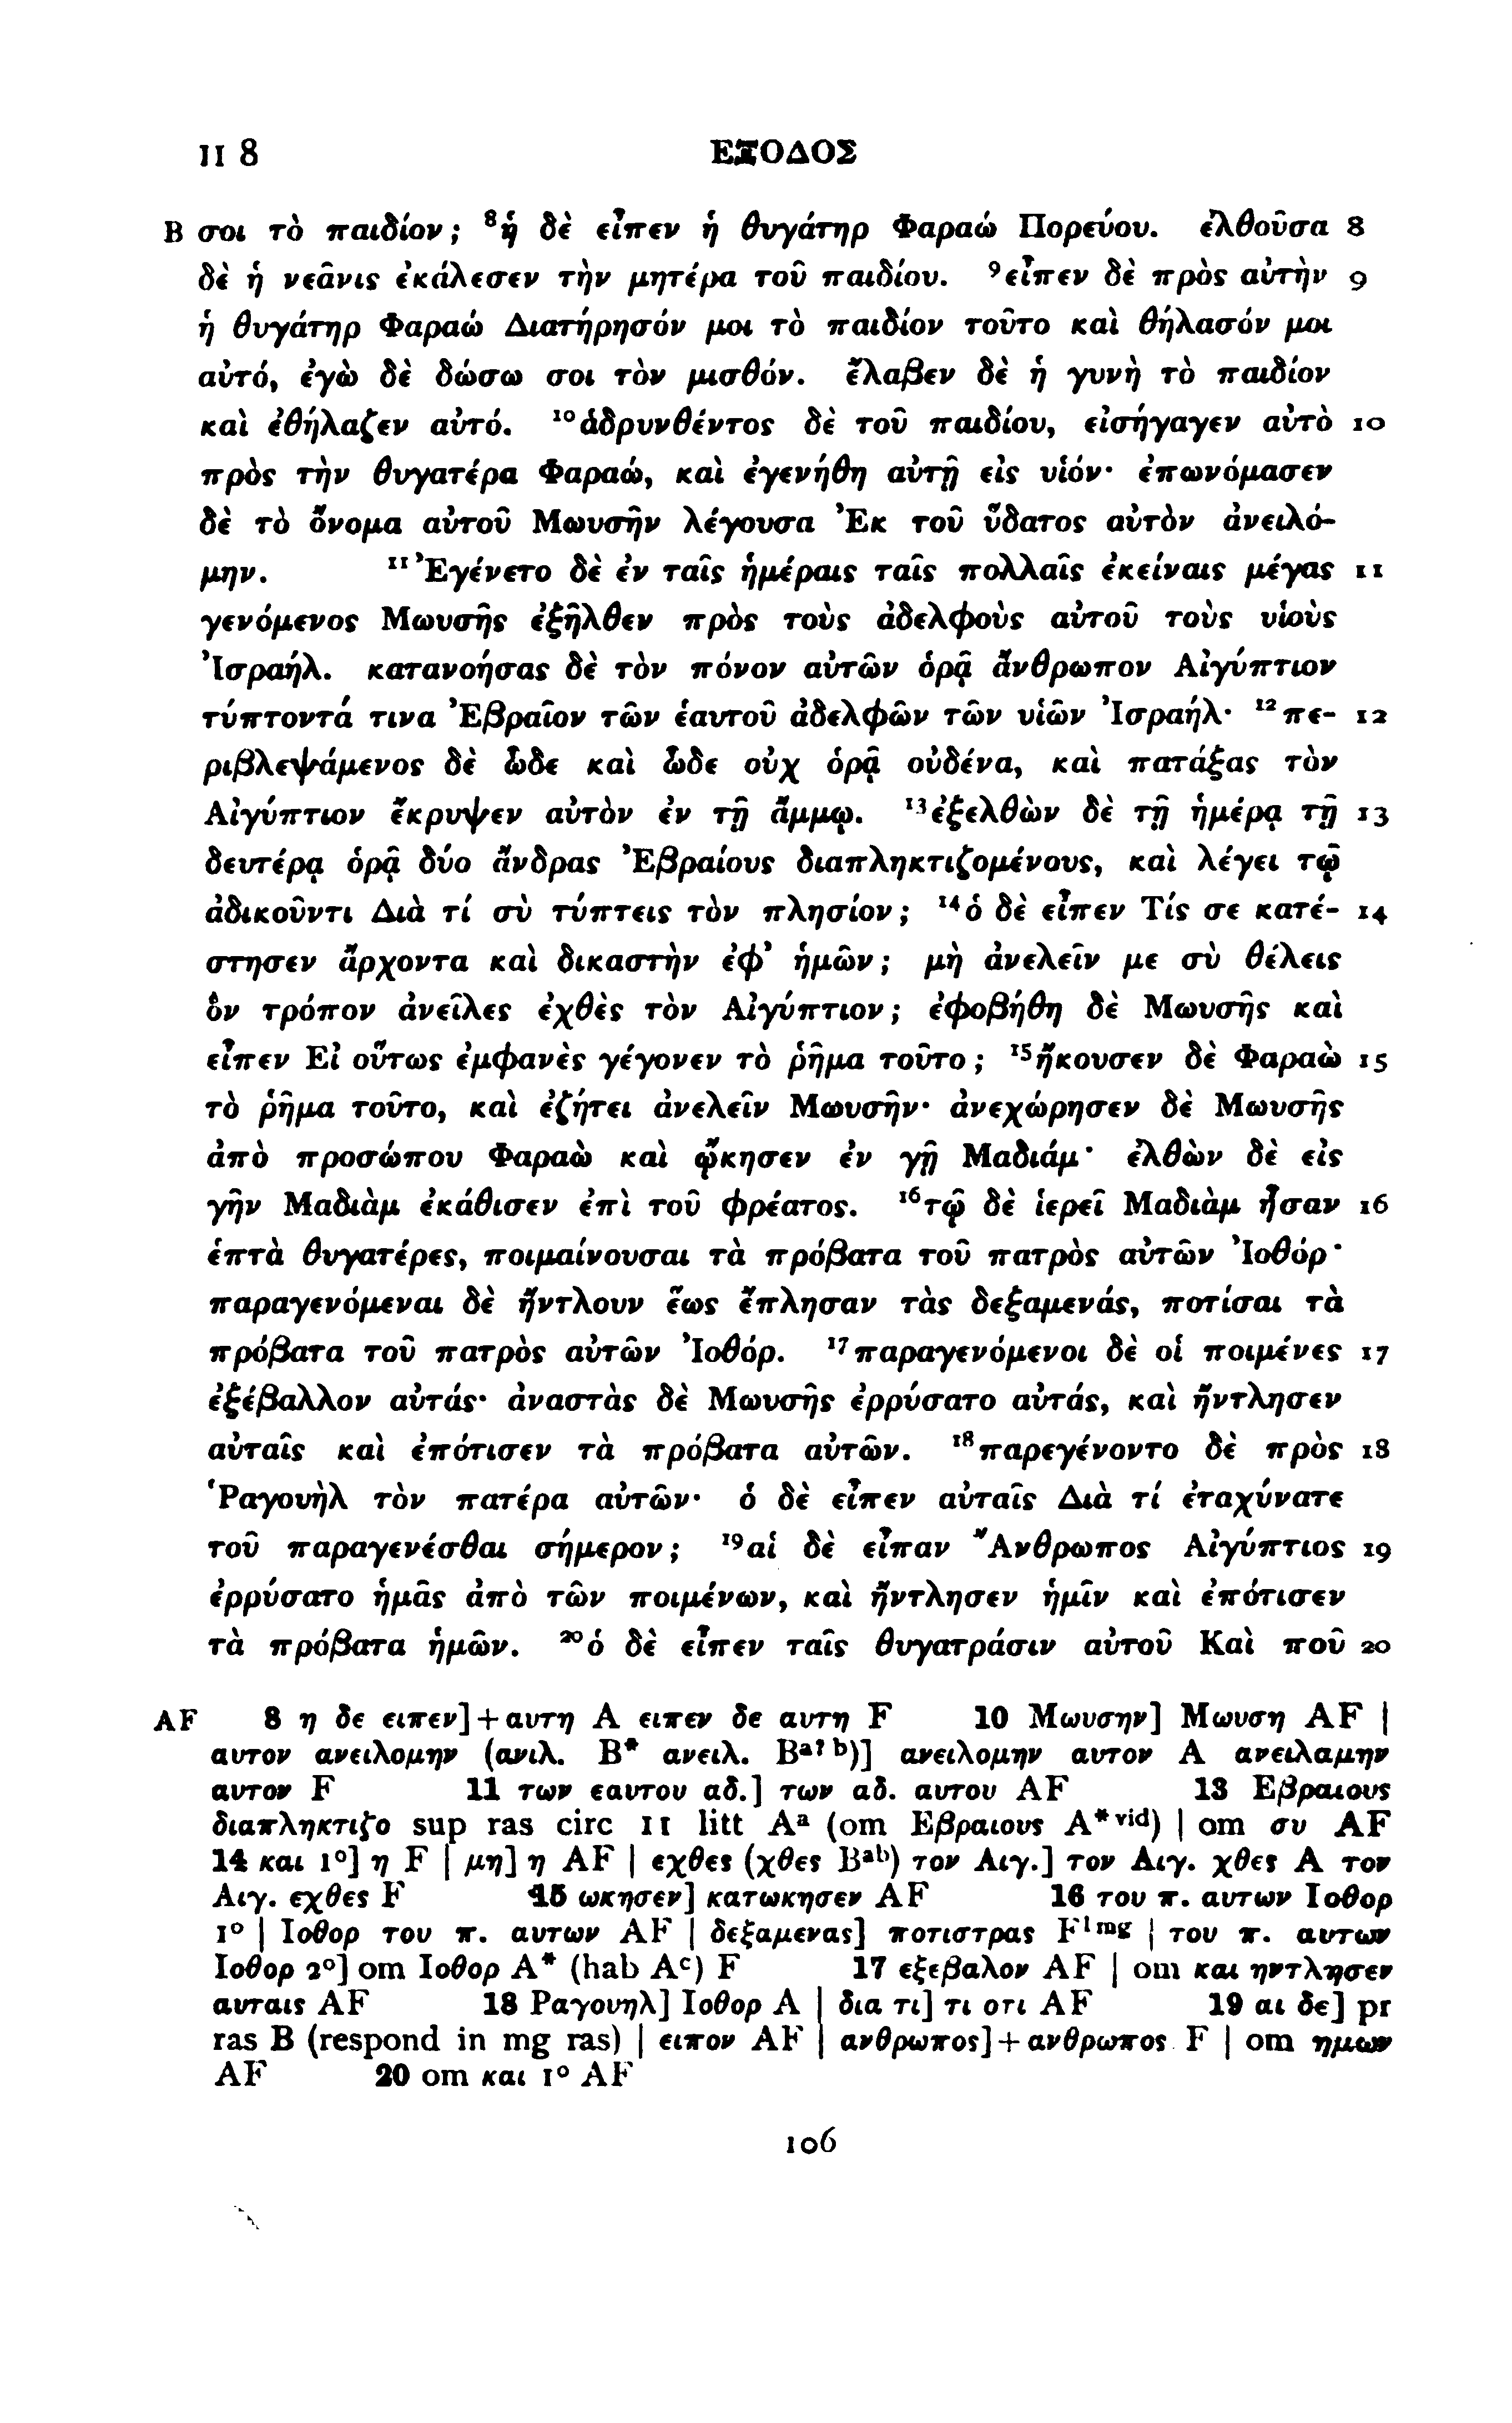 II 8 ΕΞΟΔΟΣ
B σοι τὸ παιδίον; ⁸ἡ δὲ εἶπεν ἡ θυγάτηρ Φαραώ Πορεύου. ἐλθοῦσα 8
δὲ ἡ νεᾶνις ἐκάλεσεν τὴν μητέρα τοῦ παιδίου. ⁹εἶπεν δὲ πρὸς αὐτὴν 9
ἡ θυγάτηρ Φαραώ Διατήρησόν μοι τὸ παιδίον τοῦτο καὶ θήλασόν μοι
αὐτό, ἐγὼ δὲ δώσω σοι τὸν μισθόν. ἔλαβεν δὲ ἡ γυνὴ τὸ παιδίον
καὶ ἐθήλαζεν αὐτό. ¹⁰ἁδρυνθέντος δὲ τοῦ παιδίου, εἰσήγαγεν αὐτὸ 10
πρὸς τὴν θυγατέρα Φαραώ, καὶ ἐγενήθη αὐτῇ εἰς υἱόν· ἐπωνόμασεν
δὲ τὸ ὄνομα αὐτοῦ Μωυσῆν λέγουσα Ἐκ τοῦ ὕδατος αὐτὸν ἀνειλό-
μην. ¹¹Ἐγένετο δὲ ἐν ταῖς ἡμέραις ταῖς πολλαῖς ἐκείναις μέγας 11
γενόμενος Μωυσῆς ἐξῆλθεν πρὸς τοὺς ἀδελφοὺς αὐτοῦ τοὺς υἱοὺς
Ἰσραήλ. κατανοήσας δὲ τὸν πόνον αὐτῶν ὁρᾷ ἄνθρωπον Αἰγύπτιον
τύπτοντά τινα Ἐβραῖον τῶν ἑαυτοῦ ἀδελφῶν τῶν υἱῶν Ἰσραήλ· ¹²πε- 12
ριβλεψάμενος δὲ ὧδε καὶ ὧδε οὐχ ὁρᾷ οὐδένα, καὶ πατάξας τὸν
Αἰγύπτιον ἔκρυψεν αὐτὸν ἐν τῇ ἄμμῳ. ¹³ἐξελθὼν δὲ τῇ ἡμέρᾳ τῇ 13
δευτέρᾳ ὁρᾷ δύο ἄνδρας Ἐβραίους διαπληκτιζομένους, καὶ λέγει τῷ
ἀδικοῦντι Διὰ τί σὺ τύπτεις τὸν πλησίον; ¹⁴ὁ δὲ εἶπεν Τίς σε κατέ- 14
στησεν ἄρχοντα καὶ δικαστὴν ἐφ’ ἡμῶν; μὴ ἀνελεῖν με σὺ θέλεις
ὃν τρόπον ἀνεῖλες ἐχθὲς τὸν Αἰγύπτιον; ἐφοβήθη δὲ Μωυσῆς καὶ
εἶπεν Εἰ οὕτως ἐμφανὲς γέγονεν τὸ ῥῆμα τοῦτο; ¹⁵ἤκουσεν δὲ Φαραὼ 15
τὸ ῥῆμα τοῦτο, καὶ ἐζήτει ἀνελεῖν Μωυσῆν· ἀνεχώρησεν δὲ Μωυσῆς
ἀπὸ προσώπου Φαραὼ καὶ ᾤκησεν ἐν γῇ Μαδιάμ· ἐλθὼν δὲ εἰς
γῆν Μαδιὰμ ἐκάθισεν ἐπὶ τοῦ φρέατος. ¹⁶τῷ δὲ ἱερεῖ Μαδιὰμ ἦσαν 16
ἑπτὰ θυγατέρες, ποιμαίνουσαι τὰ πρόβατα τοῦ πατρὸς αὐτῶν Ἰοθόρ·
παραγενόμεναι δὲ ἤντλουν ἕως ἔπλησαν τὰς δεξαμενάς, ποτίσαι τὰ
πρόβατα τοῦ πατρὸς αὐτῶν Ἰοθόρ. ¹⁷παραγενόμενοι δὲ οἱ ποιμένες 17
ἐξέβαλλον αὐτάς· ἀναστὰς δὲ Μωυσῆς ἐρρύσατο αὐτάς, καὶ ἤντλησεν
αὐταῖς καὶ ἐπότισεν τὰ πρόβατα αὐτῶν. ¹⁸παρεγένοντο δὲ πρὸς 18
Ῥαγουὴλ τὸν πατέρα αὐτῶν· ὁ δὲ εἶπεν αὐταῖς Διὰ τί ἐταχύνατε
τοῦ παραγενέσθαι σήμερον; ¹⁹αἱ δὲ εἶπαν Ἄνθρωπος Αἰγύπτιος 19
ἐρρύσατο ἡμᾶς ἀπὸ τῶν ποιμένων, καὶ ἤντλησεν ἡμῖν καὶ ἐπότισεν
τὰ πρόβατα ἡμῶν. ²⁰ὁ δὲ εἶπεν ταῖς θυγατράσιν αὐτοῦ Καὶ ποῦ 20
AF 8 η δε ειπεν]+αυτη A ειπεν δε αυτη F 10 Μωυσην] Μωυση AF |
αυτον ανειλομην (ανιλ. B* ανειλ. Bᵃ?ᵇ)] ανειλομην αυτον A ανειλαμην
αυτον F 11 των εαυτου αδ.] των αδ. αυτου AF 13 Εβραιους
διαπληκτιζο sup ras circ 11 litt Aᵃ (om Εβραιους A*ᵛⁱᵈ) | om συ AF
14 και 1°] η F | μη] η AF | εχθες (χθες Bᵃᵇ) τον Αιγ.] τον Αιγ. χθες A τον
Αιγ. εχθες F 15 ωκησεν] κατωκησεν AF 16 του π. αυτων Ιοθορ
1° | Ιοθορ του π. αυτων AF | δεξαμενας] ποτιστρας F¹ᵐᵍ | του π. αυτων
Ιοθορ 2°] om Ιοθορ A* (hab Aᶜ) F 17 εξεβαλον AF | om και ηντλησεν
αυταις AF 18 Ραγουηλ] Ιοθορ A | δια τι] τι οτι AF 19 αι δε] pr
ras B (respond in mg ras) | ειπον AF | ανθρωπος]+ανθρωπος F | om ημων
AF 20 om και 1° AF
106